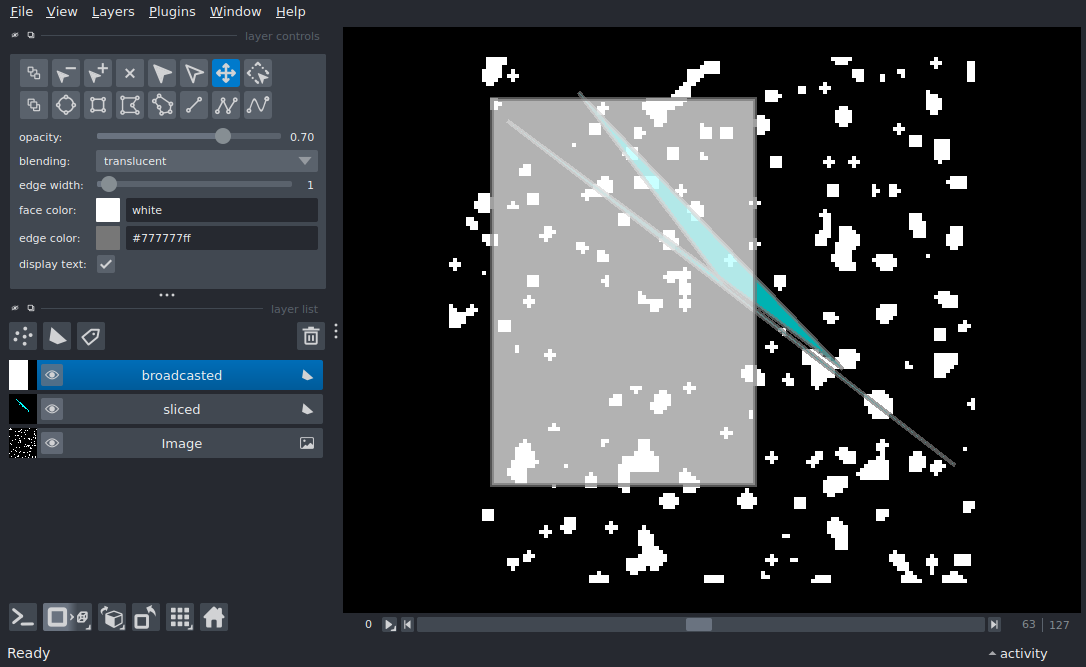 File View Layers Plugins Window Help
layer controls
opacity: 0.70
blending: translucent
edge width: 1
face color: white
edge color: #777777ff
display text:
layer list
broadcasted
sliced
Image
0 63 127
Ready activity